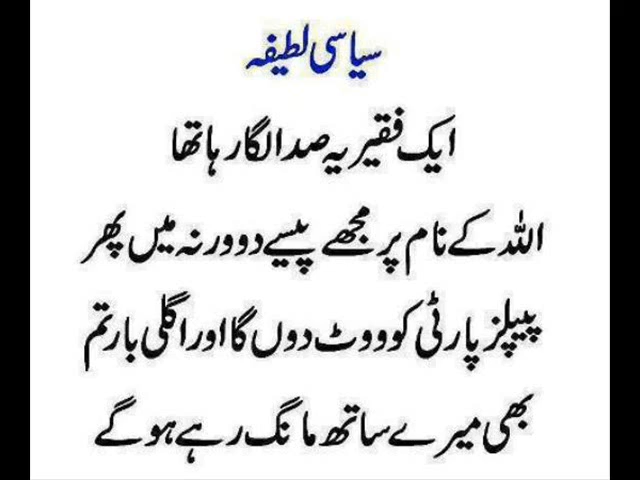 سیاسی لطیفہ
ایک فقیر یہ صدا لگا رہا تھا
اللہ کے نام پر مجھے پیسے دو ورنہ میں پھر
پیپلز پارٹی کو ووٹ دوں گا اور اگلی بار تم
بھی میرے ساتھ مانگ رہے ہو گے